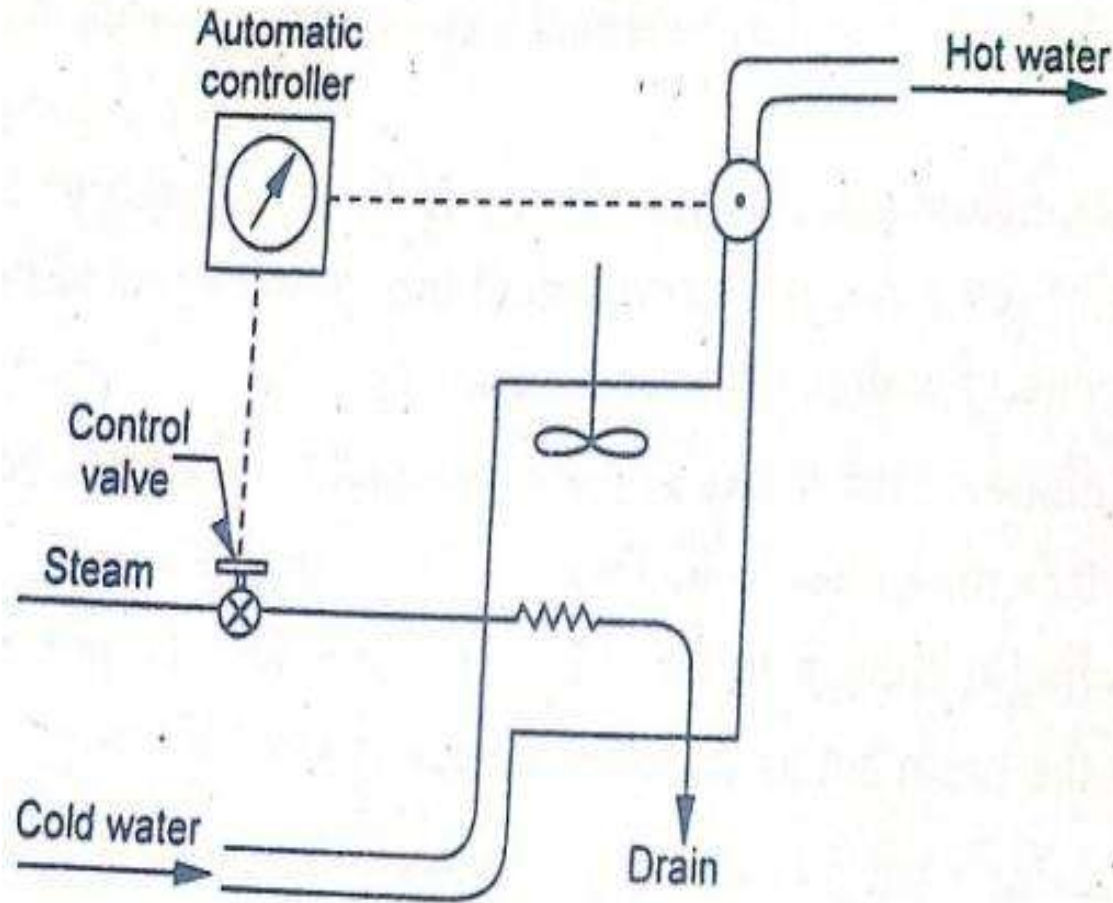 Automatic
controller
Hot water
Control
valve
Steam
Cold water
Drain